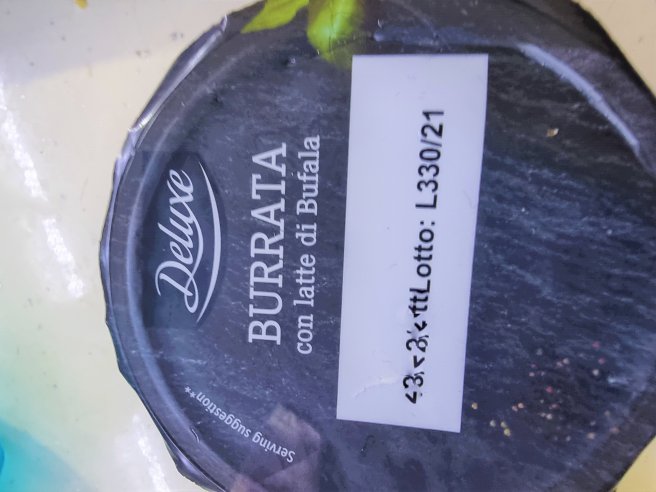 Deluxe
BURRATA
con latte di Bufala
Lotto: L330/21
Serving suggestion**